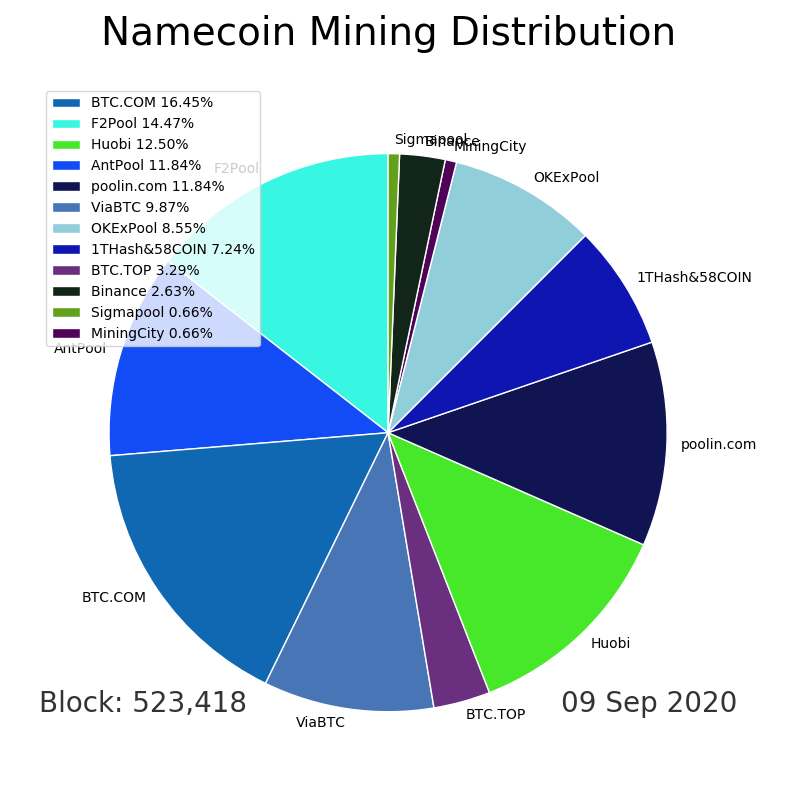 Namecoin Mining Distribution
BTC.COM 16.45%
F2Pool 14.47%
Huobi 12.50%
AntPool 11.84%
poolin.com 11.84%
ViaBTC 9.87%
OKExPool 8.55%
1THash&58COIN 7.24%
BTC.TOP 3.29%
Binance 2.63%
Sigmapool 0.66%
MiningCity 0.66%
Sigmapool
Binance
MiningCity
F2Pool
OKExPool
1THash&58COIN
AntPool
poolin.com
BTC.COM
Huobi
ViaBTC
BTC.TOP
Block: 523,418
09 Sep 2020